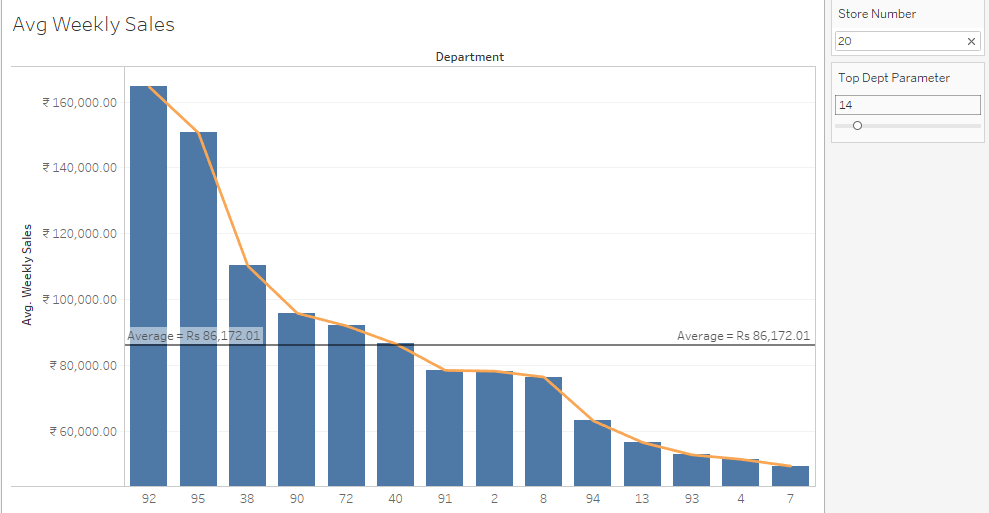 Avg Weekly Sales
Department
Avg. Weekly Sales
₹ 160,000.00
₹ 140,000.00
₹ 120,000.00
₹ 100,000.00
₹ 80,000.00
₹ 60,000.00
Average = Rs 86,172.01
Average = Rs 86,172.01
92 95 38 90 72 40 91 2 8 94 13 93 4 7
Store Number
20 ×
Top Dept Parameter
14